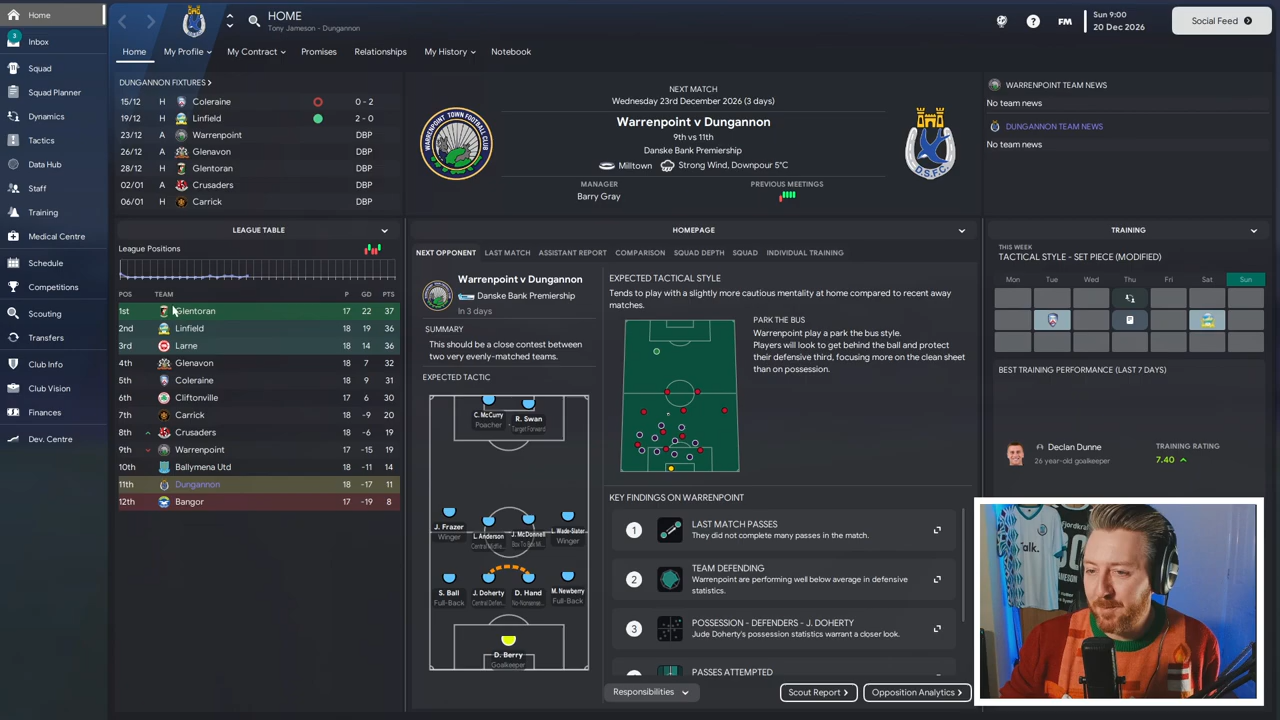 Home
3
Inbox
Squad
Squad Planner
Dynamics
Tactics
Data Hub
Staff
Training
Medical Centre
Schedule
Competitions
Scouting
Transfers
Club Info
Club Vision
Finances
Dev. Centre
HOME
Tony Jameson - Dungannon
?
FM
Sun 9:00
20 Dec 2026
Social Feed
Home
My Profile
My Contract
Promises
Relationships
My History
Notebook
DUNGANNON FIXTURES
15/12 H Coleraine 0 - 2
19/12 H Linfield 2 - 0
23/12 A Warrenpoint DBP
26/12 A Glenavon DBP
28/12 H Glentoran DBP
02/01 A Crusaders DBP
06/01 H Carrick DBP
NEXT MATCH
Wednesday 23rd December 2026 (3 days)
Warrenpoint v Dungannon
9th vs 11th
Danske Bank Premiership
Milltown Strong Wind, Downpour 5°C
MANAGER
Barry Gray
PREVIOUS MEETINGS
WARRENPOINT TOWN FOOTBALL CLUB
D.S.F.C.
WARRENPOINT TEAM NEWS
No team news
DUNGANNON TEAM NEWS
No team news
LEAGUE TABLE
League Positions
POS TEAM P GD PTS
1st Glentoran 17 22 37
2nd Linfield 18 19 36
3rd Larne 18 14 36
4th Glenavon 18 7 32
5th Coleraine 18 9 31
6th Cliftonville 17 6 30
7th Carrick 18 -9 20
8th Crusaders 18 -6 19
9th Warrenpoint 17 -15 19
10th Ballymena Utd 18 -11 14
11th Dungannon 18 -17 11
12th Bangor 17 -19 8
HOMEPAGE
NEXT OPPONENT
LAST MATCH
ASSISTANT REPORT
COMPARISON
SQUAD DEPTH
SQUAD
INDIVIDUAL TRAINING
Warrenpoint v Dungannon
Danske Bank Premiership
In 3 days
SUMMARY
This should be a close contest between
two very evenly-matched teams.
EXPECTED TACTIC
C. McCurry
Poacher
R. Swan
Target Forward
J. Frazer
Winger
L. Anderson
J. McDonnell
L. Wade-Slater
Winger
S. Ball
Full-Back
J. Doherty
Central Defen...
D. Hand
No-Nonsense...
M. Newberry
Full-Back
D. Berry
Goalkeeper
EXPECTED TACTICAL STYLE
Tends to play with a slightly more cautious mentality at home compared to recent away
matches.
PARK THE BUS
Warrenpoint play a park the bus style.
Players will look to get behind the ball and protect
their defensive third, focusing more on the clean sheet
than on possession.
KEY FINDINGS ON WARRENPOINT
1 LAST MATCH PASSES
They did not complete many passes in the match.
2 TEAM DEFENDING
Warrenpoint are performing well below average in defensive
statistics.
3 POSSESSION - DEFENDERS - J. DOHERTY
Jude Doherty's possession statistics warrant a closer look.
PASSES ATTEMPTED
Responsibilities
Scout Report
Opposition Analytics
TRAINING
THIS WEEK
TACTICAL STYLE - SET PIECE (MODIFIED)
Mon Tue Wed Thu Fri Sat Sun
BEST TRAINING PERFORMANCE (LAST 7 DAYS)
Declan Dunne
26 year-old goalkeeper
TRAINING RATING
7.40